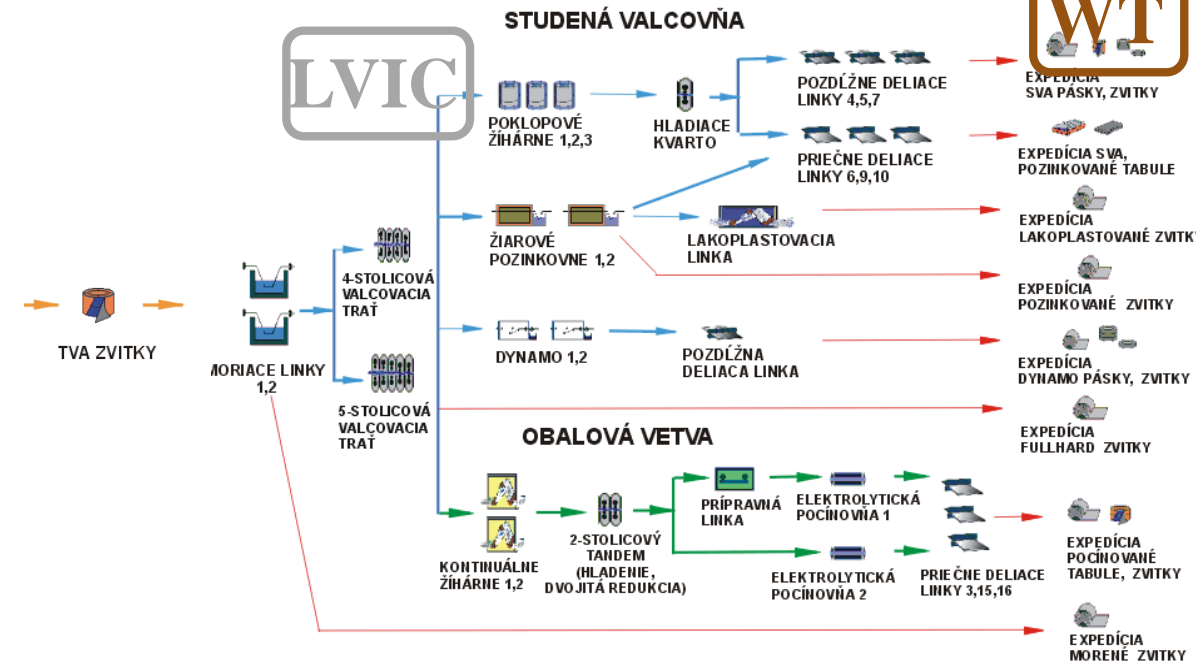 STUDENÁ VALCOVŇA
LVIC
WT
POKLOPOVÉ
ŽÍHÁRNE 1,2,3
HLADIACE
KVARTO
POZDĹŽNE DELIACE
LINKY 4,5,7
EXPEDÍCIA
SVA PÁSKY, ZVITKY
PRIEČNE DELIACE
LINKY 6,9,10
EXPEDÍCIA SVA,
POZINKOVANÉ TABULE
ŽIAROVÉ
POZINKOVNE 1,2
LAKOPLASTOVACIA
LINKA
EXPEDÍCIA
LAKOPLASTOVANÉ ZVITKY
EXPEDÍCIA
POZINKOVANÉ ZVITKY
TVA ZVITKY
MORIACE LINKY
1,2
4-STOLICOVÁ
VALCOVACIA
TRAŤ
5-STOLICOVÁ
VALCOVACIA
TRAŤ
DYNAMO 1,2
POZDĹŽNA
DELIACA LINKA
EXPEDÍCIA
DYNAMO PÁSKY, ZVITKY
EXPEDÍCIA
FULLHARD ZVITKY
OBALOVÁ VETVA
KONTINUÁLNE
ŽÍHÁRNE 1,2
2-STOLICOVÝ
TANDEM
(HLADENIE,
DVOJITÁ REDUKCIA)
PRÍPRAVNÁ
LINKA
ELEKTROLYTICKÁ
POCÍNOVŇA 1
ELEKTROLYTICKÁ
POCÍNOVŇA 2
PRIEČNE DELIACE
LINKY 3,15,16
EXPEDÍCIA
POCÍNOVANÉ
TABULE, ZVITKY
EXPEDÍCIA
MORENÉ ZVITKY